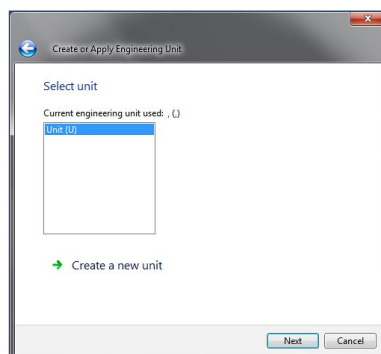 Create or Apply Engineering Unit
Select unit
Current engineering unit used: , (,)
Unit (U)
Create a new unit
Next Cancel